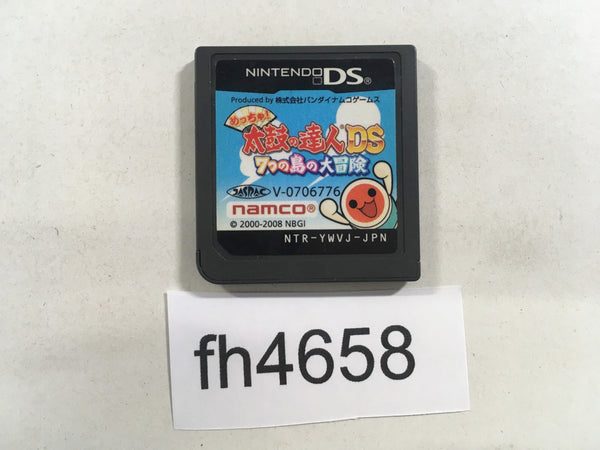 NINTENDO DS®
Produced by 株式会社バンダイナムコゲームス
めっちゃ!
太鼓の達人DS
7つの島の大冒険
JASRAC V-0706776
namco®
© 2000-2008 NBGI
NTR-YWVJ-JPN
fh4658